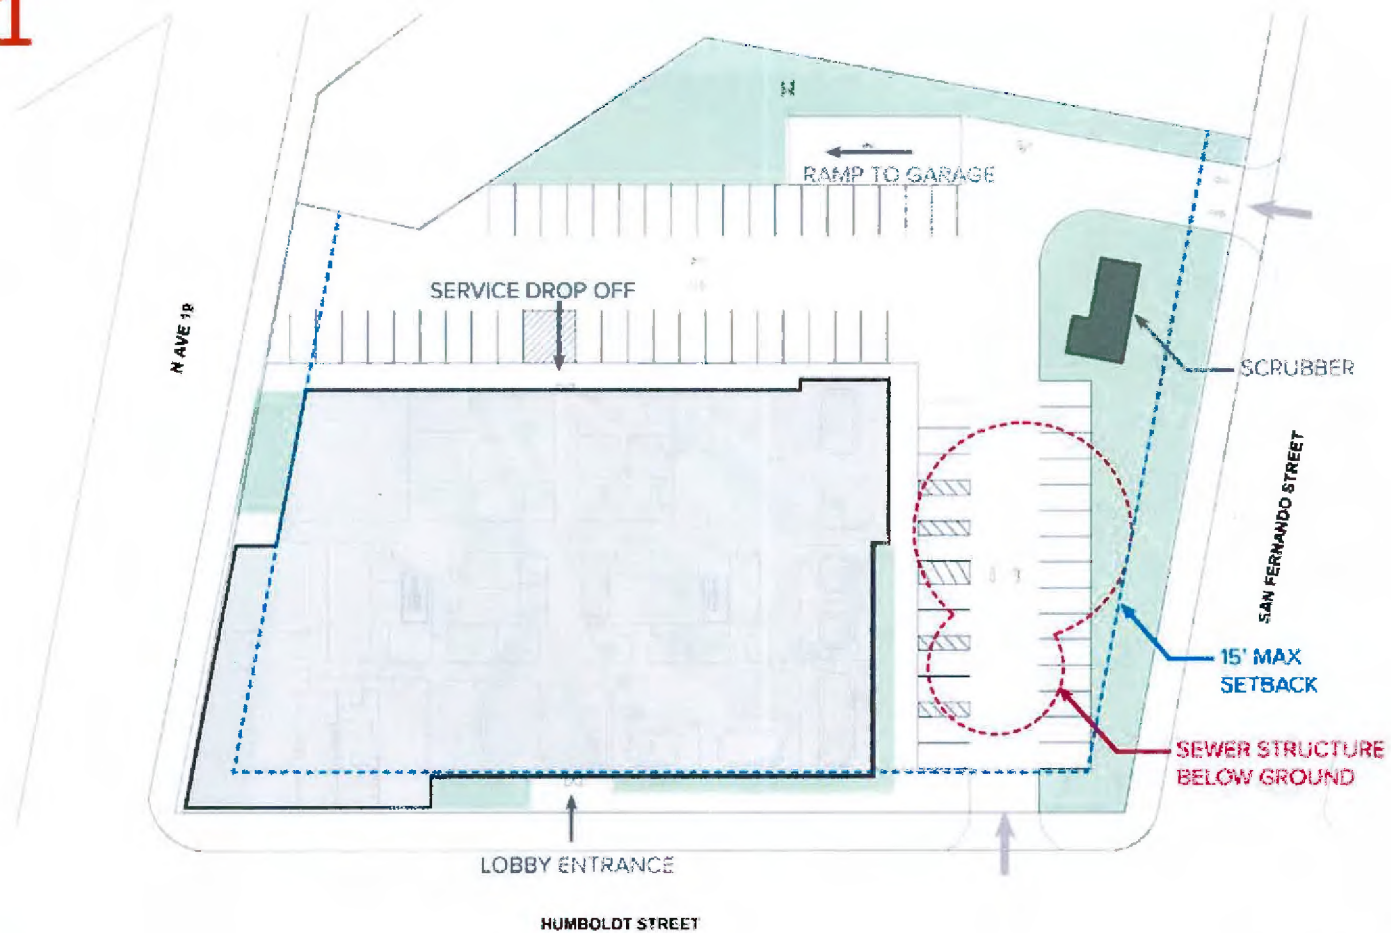 1
RAMP TO GARAGE
SERVICE DROP OFF
N AVE 19
SCRUBBER
SAN FERNANDO STREET
15' MAX
SETBACK
SEWER STRUCTURE
BELOW GROUND
LOBBY ENTRANCE
HUMBOLDT STREET